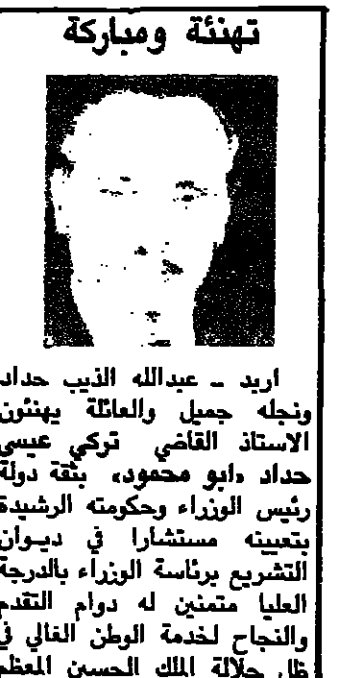 تهنئة ومباركة
اربد ـ عبدالله الذيب حداد
ونجله جميل والعائلة يهنئون
الاستاذ القاضي تركي عيسى
حداد «ابو محمود» بثقة دولة
رئيس الوزراء وحكومته الرشيدة
بتعيينه مستشارا في ديوان
التشريع برئاسة الوزراء بالدرجة
العليا متمنين له دوام التقدم
والنجاح لخدمة الوطن الغالي في
ظل جلالة الملك الحسين المعظم